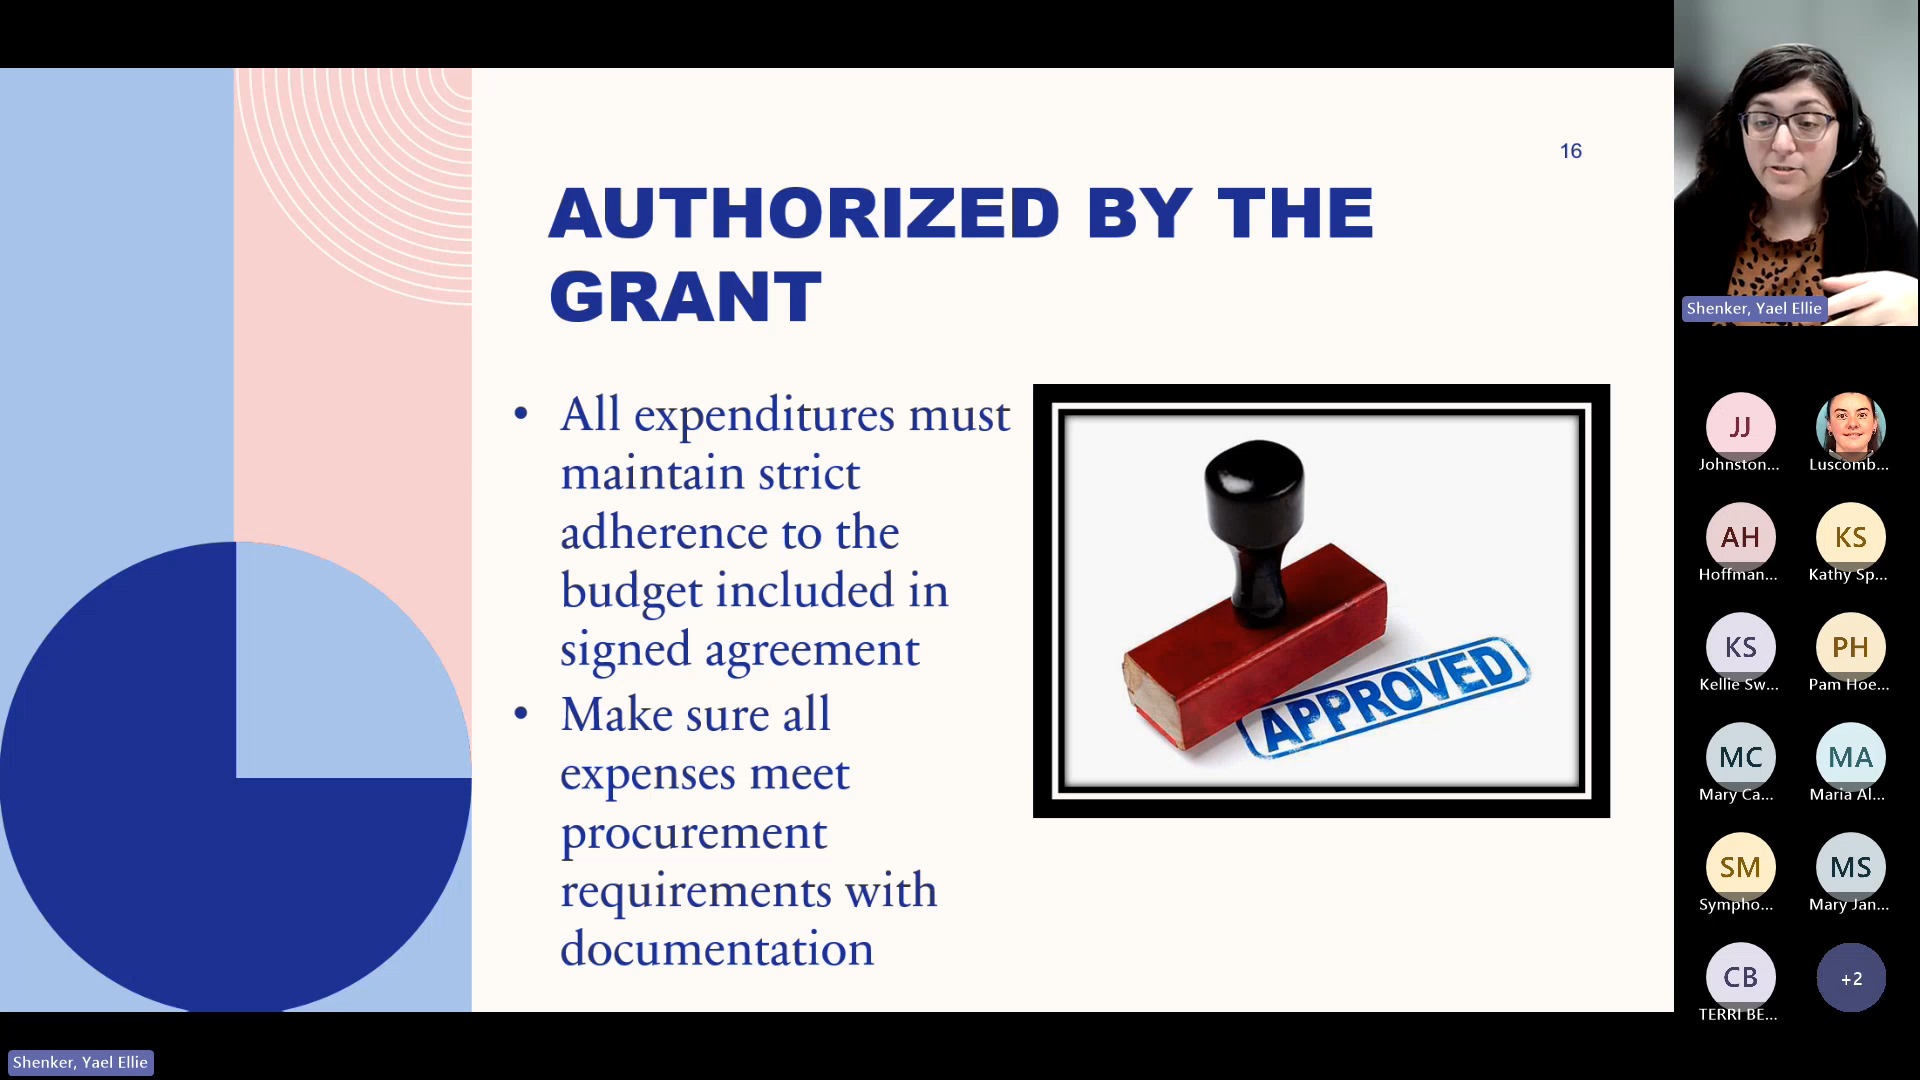 16
AUTHORIZED BY THE
GRANT
• All expenditures must
maintain strict
adherence to the
budget included in
signed agreement
• Make sure all
expenses meet
procurement
requirements with
documentation
APPROVED
Shenker, Yael Ellie
JJ
Johnston...
Luscomb...
AH
Hoffman...
KS
Kathy Sp...
KS
Kellie Sw...
PH
Pam Hoe...
MC
Mary Ca...
MA
Maria Al...
SM
Sympho...
MS
Mary Jan...
CB
TERRI BE...
+2
Shenker, Yael Ellie